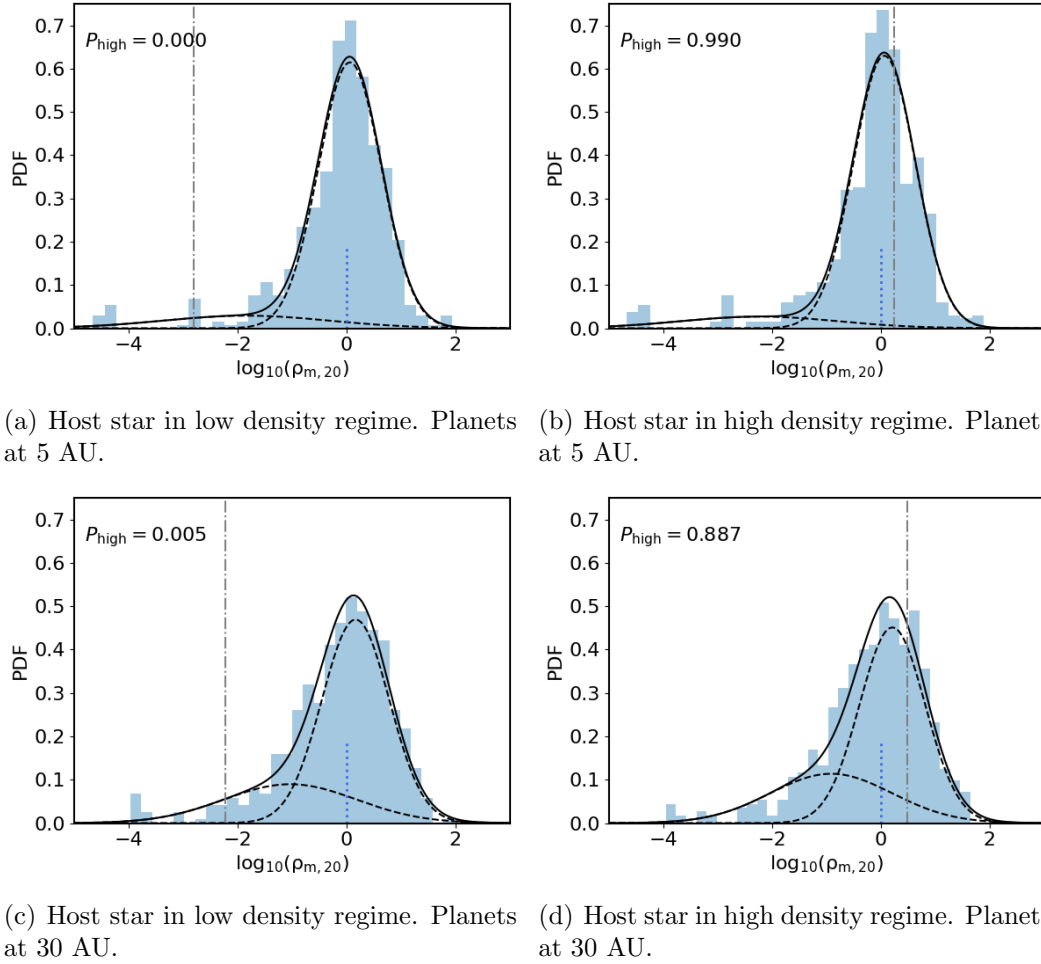 P_high = 0.000
0.7
0.6
0.5
0.4
0.3
0.2
0.1
0.0
PDF
−4 −2 0 2
log10(ρm, 20)
P_high = 0.990
0.7
0.6
0.5
0.4
0.3
0.2
0.1
0.0
PDF
−4 −2 0 2
log10(ρm, 20)
(a) Host star in low density regime. Planets
at 5 AU.
(b) Host star in high density regime. Planet
at 5 AU.
P_high = 0.005
0.7
0.6
0.5
0.4
0.3
0.2
0.1
0.0
PDF
−4 −2 0 2
log10(ρm, 20)
P_high = 0.887
0.7
0.6
0.5
0.4
0.3
0.2
0.1
0.0
PDF
−4 −2 0 2
log10(ρm, 20)
(c) Host star in low density regime. Planets
at 30 AU.
(d) Host star in high density regime. Planet
at 30 AU.